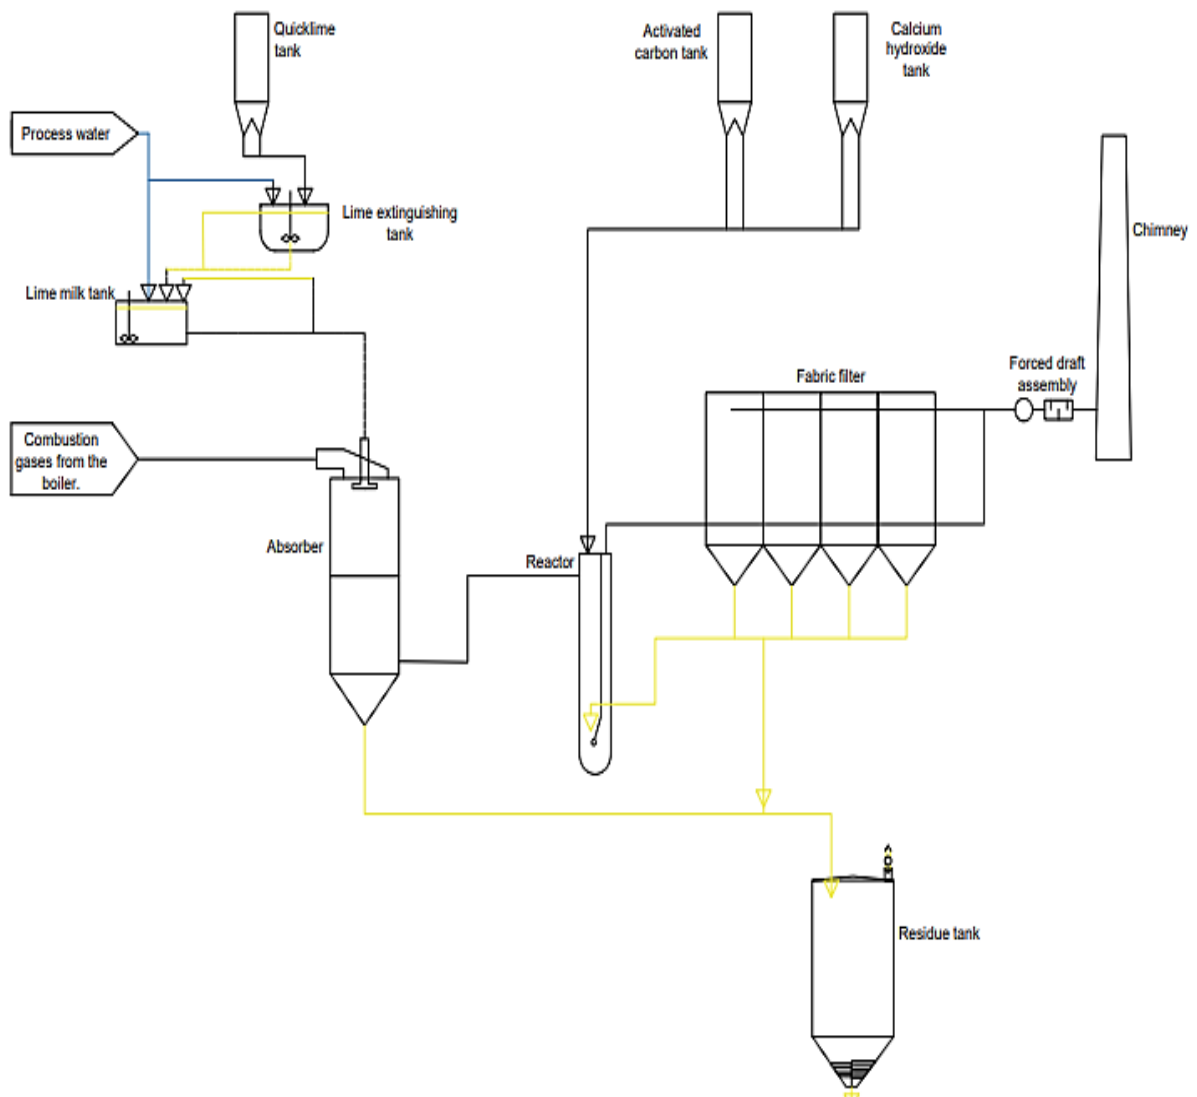 Quicklime
tank
Activated
carbon tank
Calcium
hydroxide
tank
Process water
Lime extinguishing
tank
Chimney
Lime milk tank
Forced draft
assembly
Fabric filter
Combustion
gases from the
boiler.
Absorber
Reactor
Residue tank